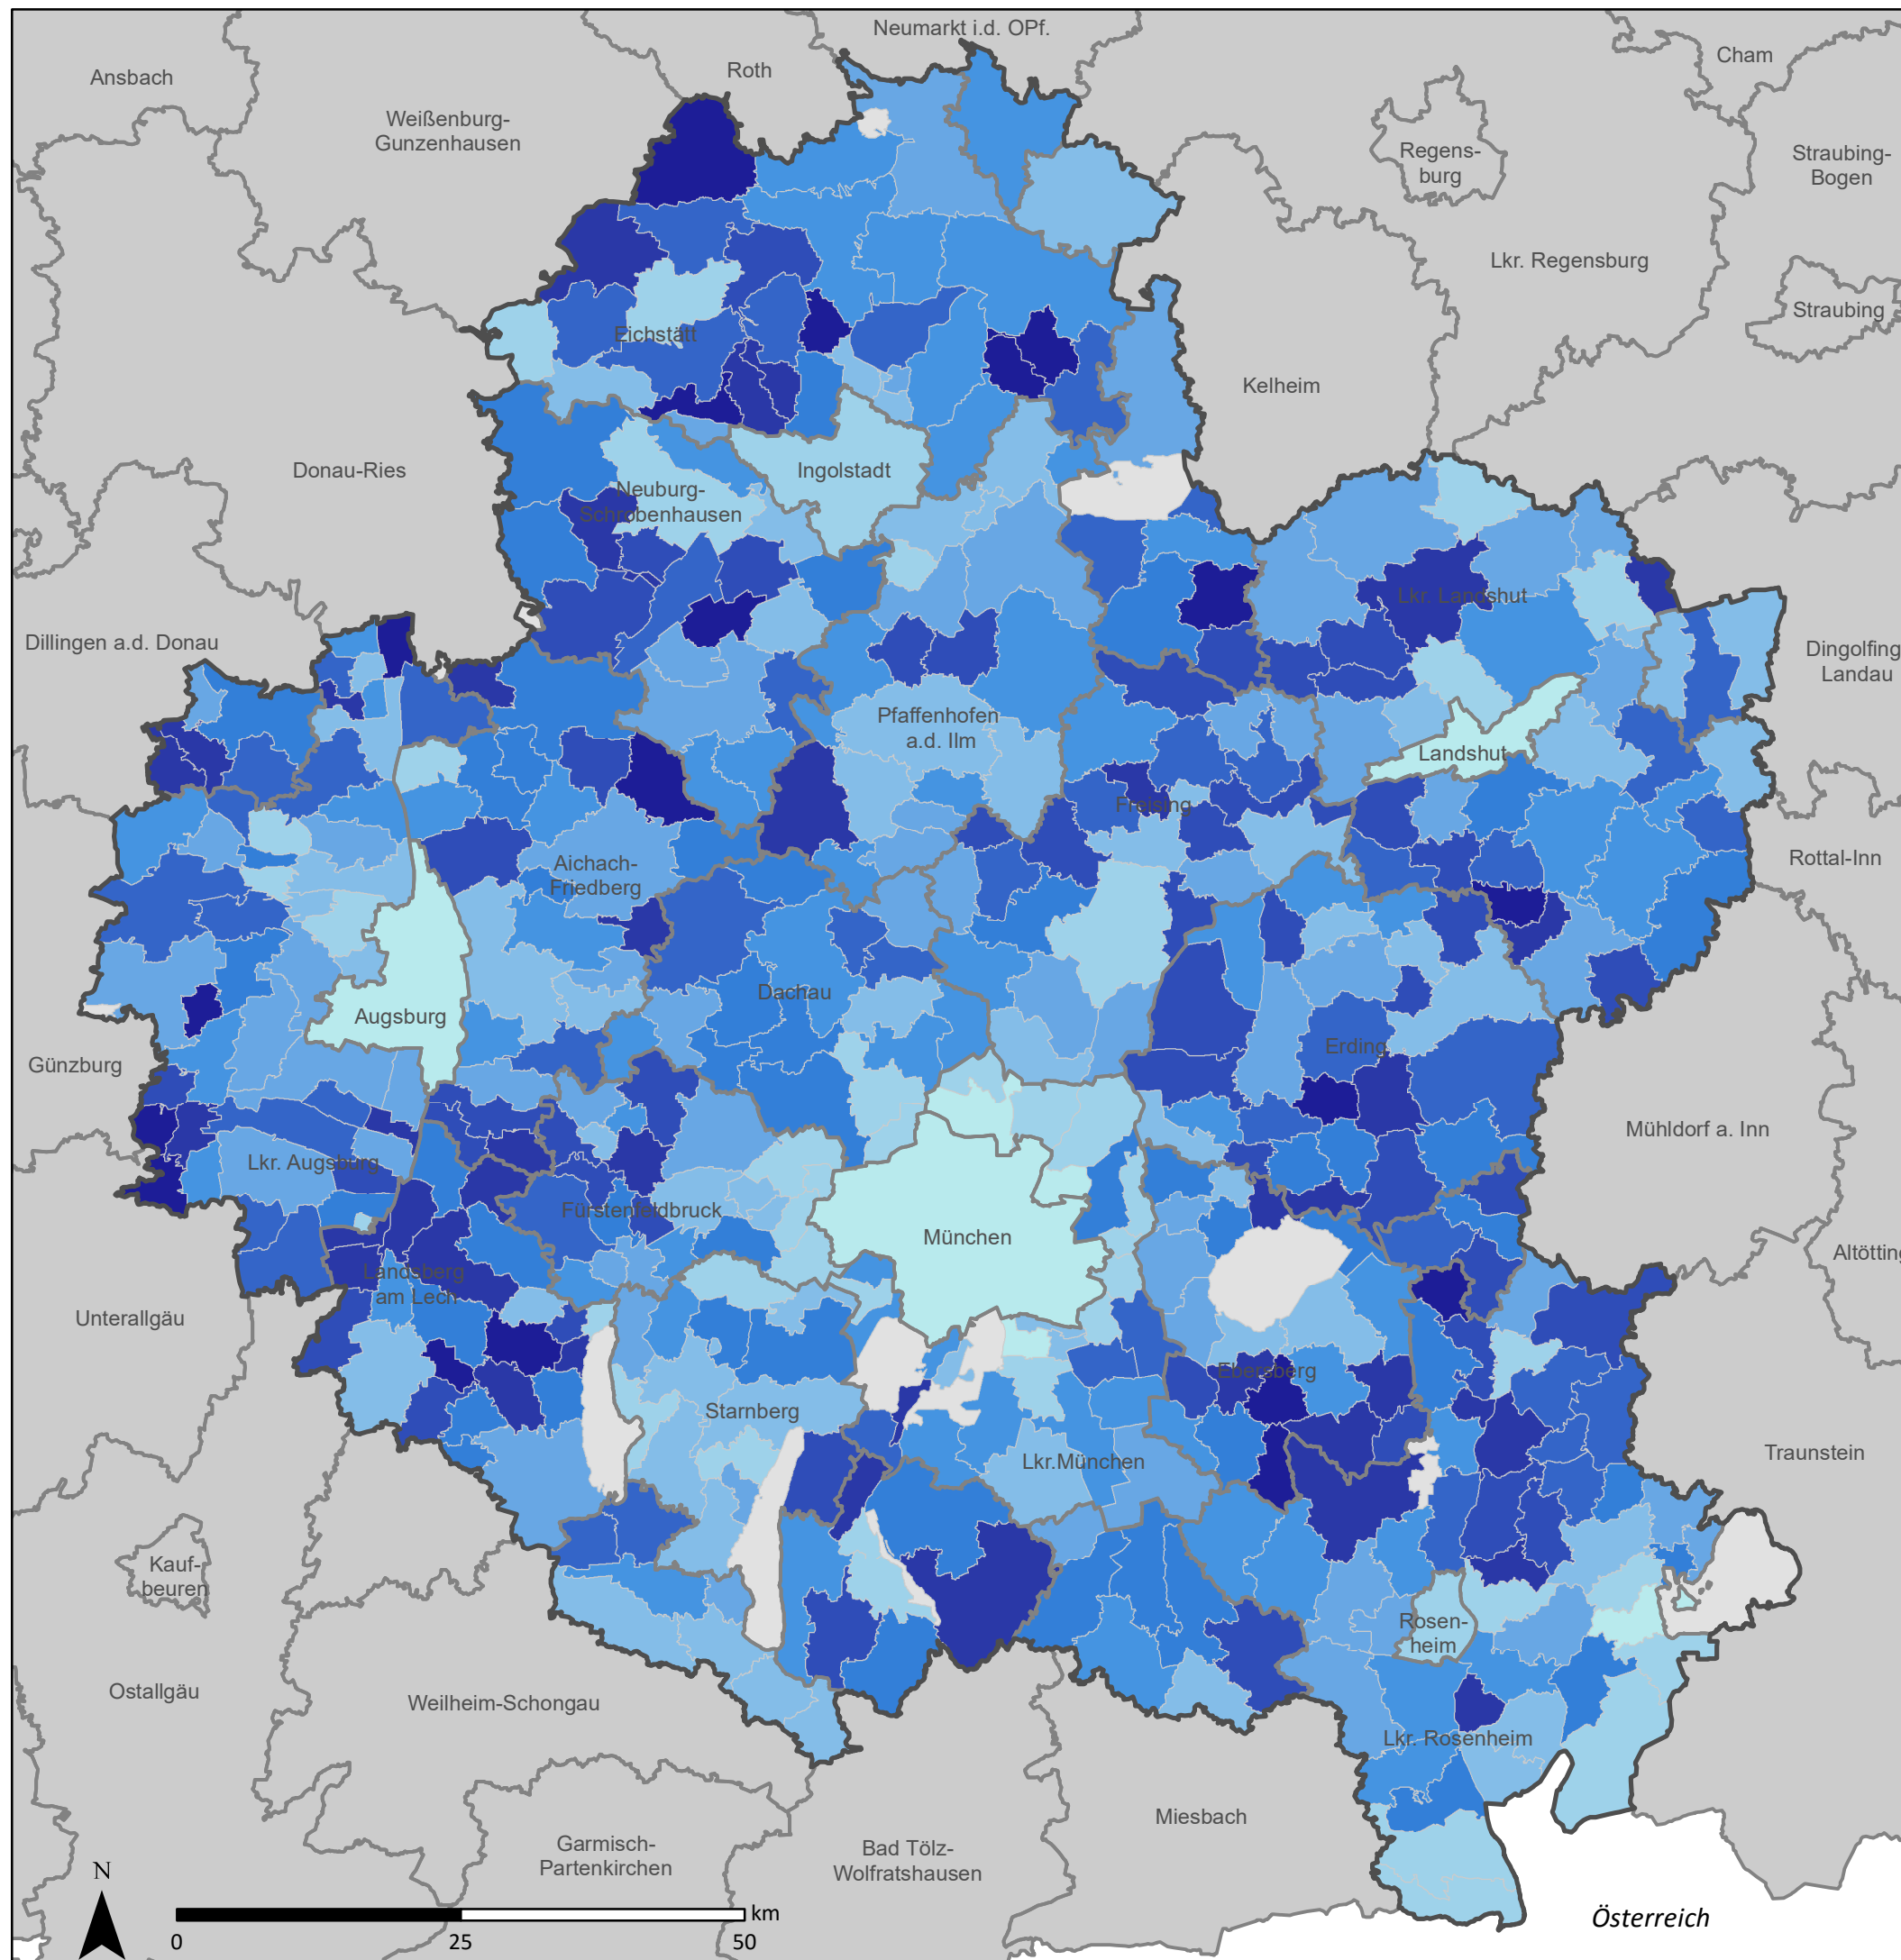 Neumarkt i.d. OPf.
Cham
Roth
Ansbach
Weißenburg-
Gunzenhausen
Regens-
burg
Straubing-
Bogen
Lkr. Regensburg
Straubing
Eichstätt
Kelheim
Donau-Ries
Ingolstadt
Neuburg-
Schrobenhausen
Lkr. Landshut
Dillingen a.d. Donau
Dingolfing
Landau
Pfaffenhofen
a.d. Ilm
Landshut
Freising
Rottal-Inn
Aichach-
Friedberg
Dachau
Augsburg
Erding
Günzburg
Mühldorf a. Inn
Lkr. Augsburg
Fürstenfeldbruck
München
Altötting
Landsberg
am Lech
Unterallgäu
Ebersberg
Starnberg
Traunstein
Lkr.München
Kauf-
beuren
Rosen-
heim
Ostallgäu
Weilheim-Schongau
Lkr. Rosenheim
Miesbach
Garmisch-
Partenkirchen
Bad Tölz-
Wolfratshausen
N
km
Österreich
0 25 50